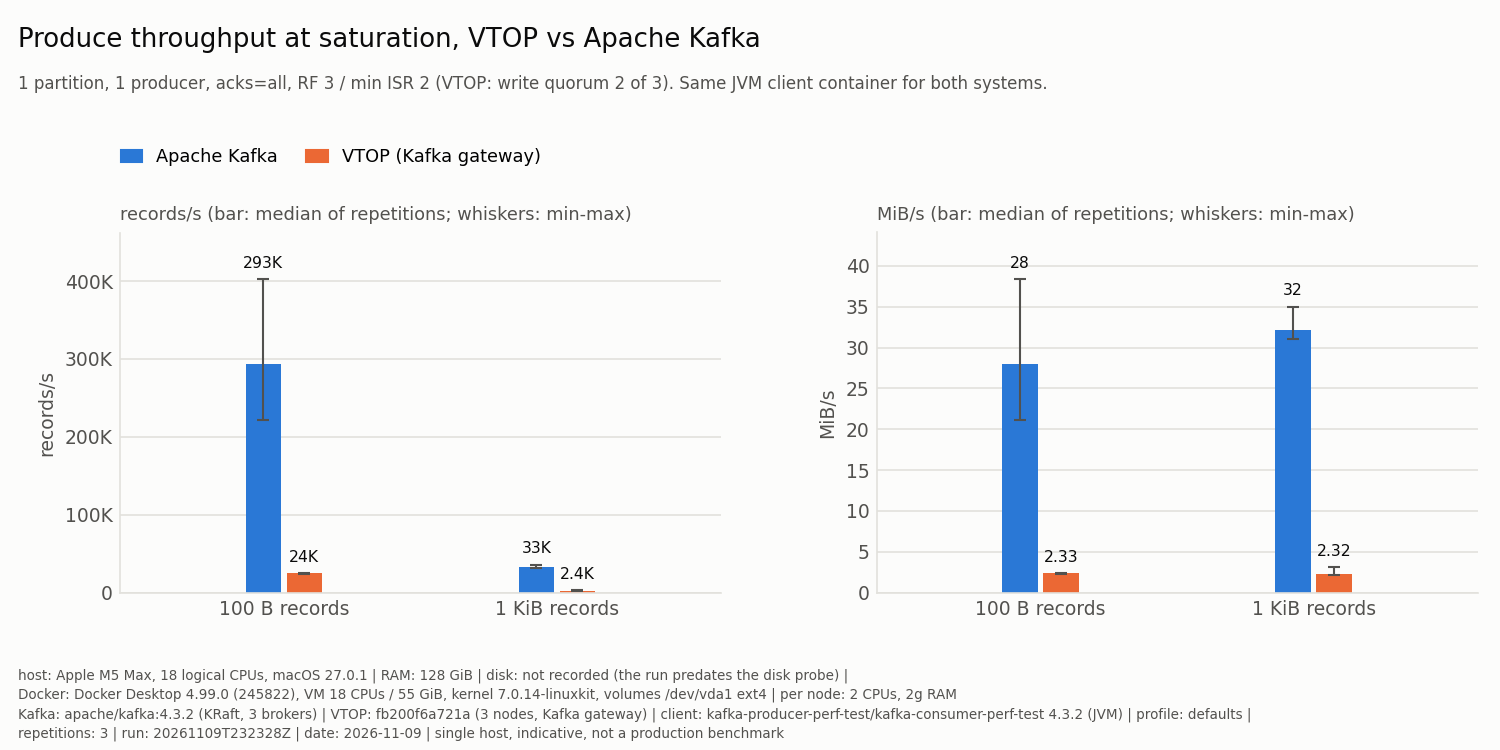 Produce throughput at saturation, VTOP vs Apache Kafka
1 partition, 1 producer, acks=all, RF 3 / min ISR 2 (VTOP: write quorum 2 of 3). Same JVM client container for both systems.
Apache Kafka
VTOP (Kafka gateway)
records/s (bar: median of repetitions; whiskers: min-max)
records/s
400K
300K
200K
100K
0
293K
24K
33K
2.4K
100 B records
1 KiB records
MiB/s (bar: median of repetitions; whiskers: min-max)
MiB/s
40
35
30
25
20
15
10
5
0
28
2.33
32
2.32
100 B records
1 KiB records
host: Apple M5 Max, 18 logical CPUs, macOS 27.0.1 | RAM: 128 GiB | disk: not recorded (the run predates the disk probe) |
Docker: Docker Desktop 4.99.0 (245822), VM 18 CPUs / 55 GiB, kernel 7.0.14-linuxkit, volumes /dev/vda1 ext4 | per node: 2 CPUs, 2g RAM
Kafka: apache/kafka:4.3.2 (KRaft, 3 brokers) | VTOP: fb200f6a721a (3 nodes, Kafka gateway) | client: kafka-producer-perf-test/kafka-consumer-perf-test 4.3.2 (JVM) | profile: defaults |
repetitions: 3 | run: 20261109T232328Z | date: 2026-11-09 | single host, indicative, not a production benchmark